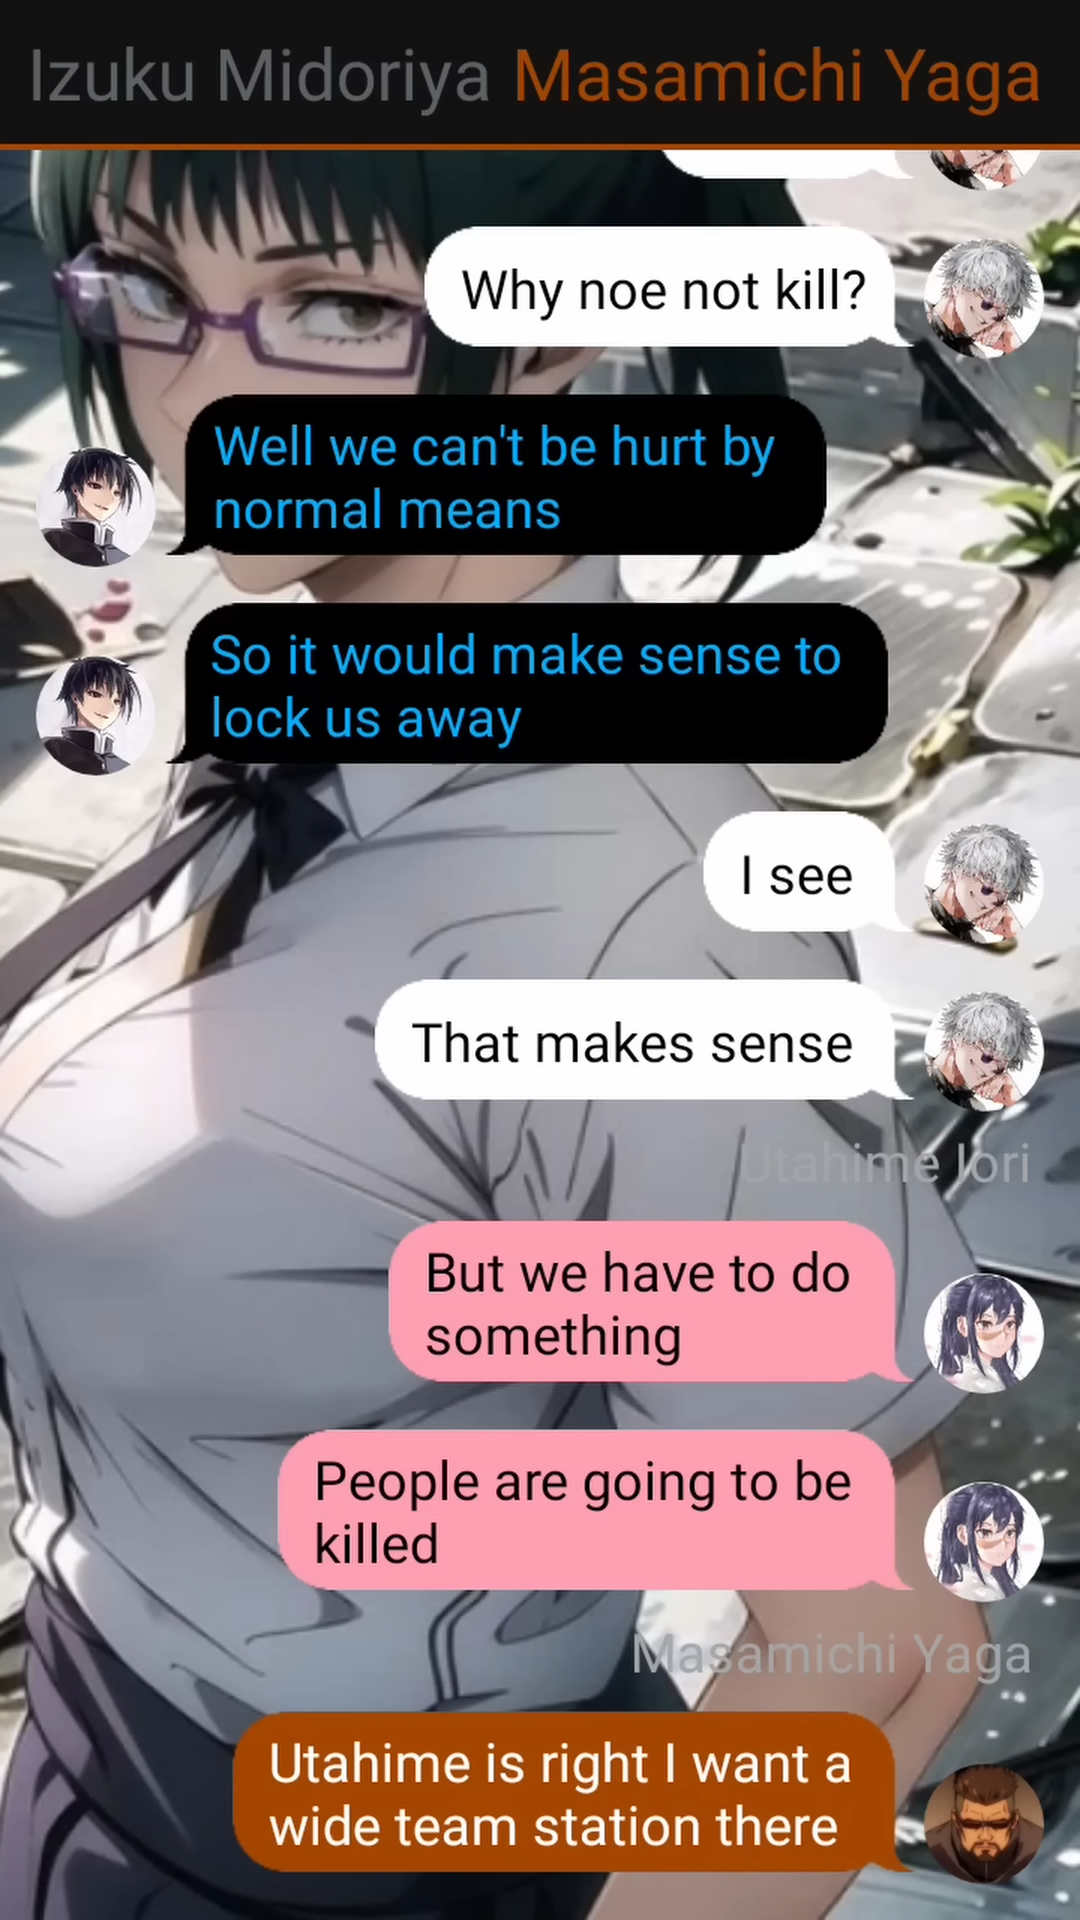 Izuku Midoriya Masamichi Yaga
Why noe not kill?
Well we can't be hurt by
normal means
So it would make sense to
lock us away
I see
That makes sense
Utahime Iori
But we have to do
something
People are going to be
killed
Masamichi Yaga
Utahime is right I want a
wide team station there